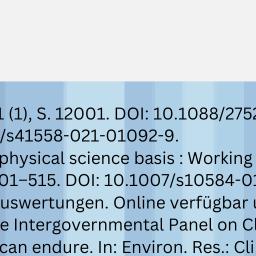 1 (1), S. 12001. DOI: 10.1088/2752
/s41558-021-01092-9.
physical science basis : Working
01–515. DOI: 10.1007/s10584-01
uswertungen. Online verfügbar u
e Intergovernmental Panel on Cl
can endure. In: Environ. Res.: Cli